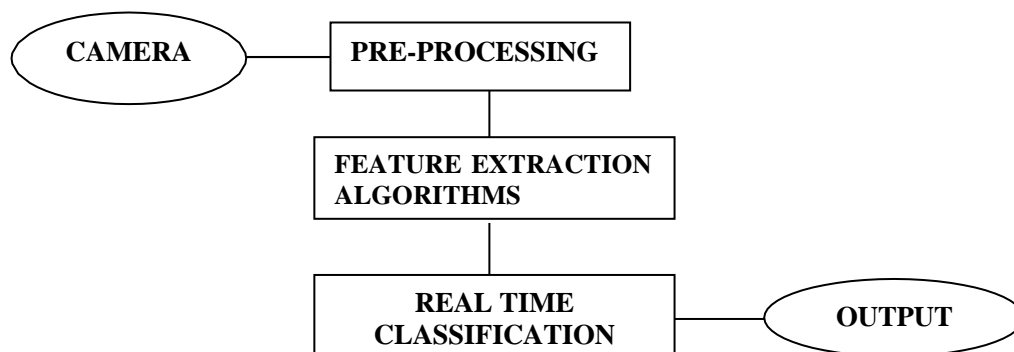 CAMERA
PRE-PROCESSING
FEATURE EXTRACTION
ALGORITHMS
REAL TIME
CLASSIFICATION
OUTPUT